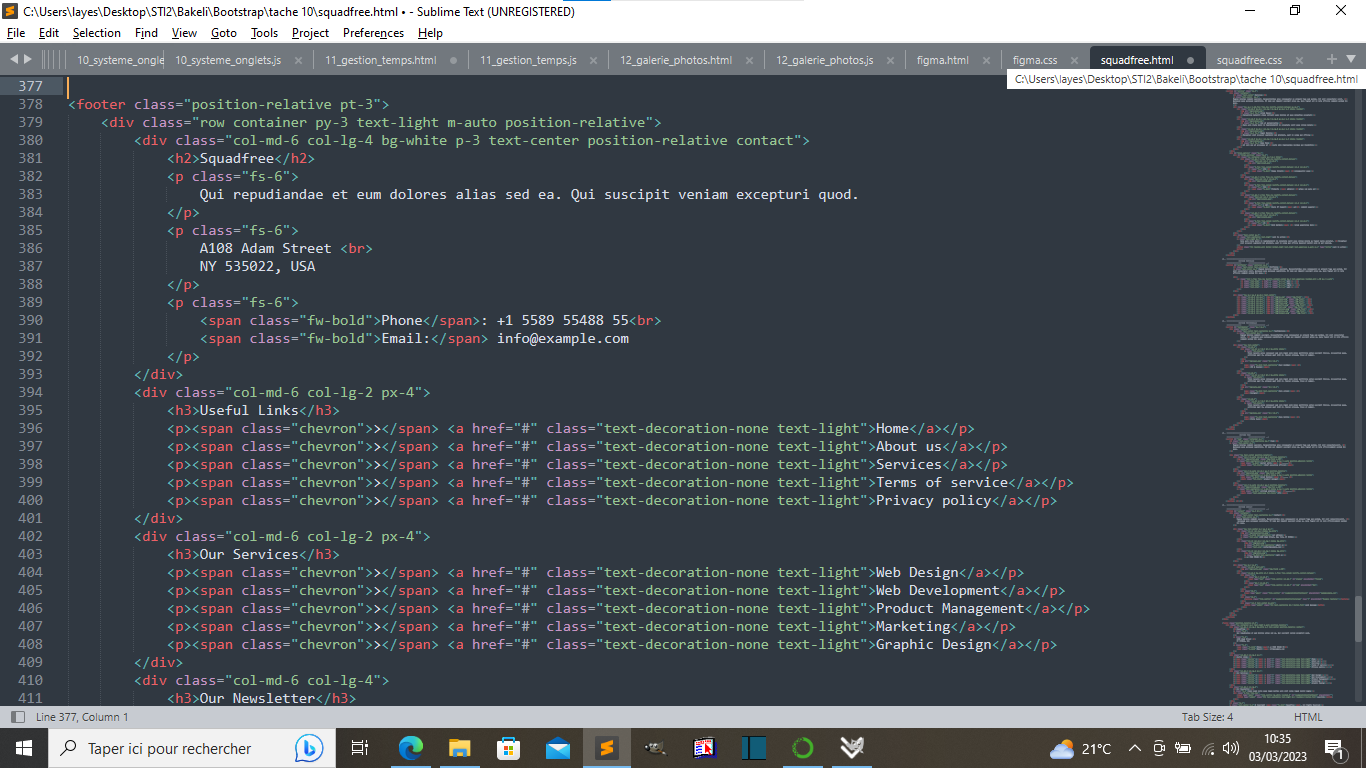 C:\Users\layes\Desktop\STI2\Bakeli\Bootstrap\tache 10\squadfree.html • - Sublime Text (UNREGISTERED)
File Edit Selection Find View Goto Tools Project Preferences Help
10_systeme_ongle 10_systeme_onglets.js 11_gestion_temps.html 11_gestion_temps.js 12_galerie_photos.html 12_galerie_photos.js figma.html figma.css squadfree.html squadfree.css
C:\Users\layes\Desktop\STI2\Bakeli\Bootstrap\tache 10\squadfree.html
377
378 <footer class="position-relative pt-3">
379 <div class="row container py-3 text-light m-auto position-relative">
380 <div class="col-md-6 col-lg-4 bg-white p-3 text-center position-relative contact">
381 <h2>Squadfree</h2>
382 <p class="fs-6">
383 Qui repudiandae et eum dolores alias sed ea. Qui suscipit veniam excepturi quod.
384 </p>
385 <p class="fs-6">
386 A108 Adam Street <br>
387 NY 535022, USA
388 </p>
389 <p class="fs-6">
390 <span class="fw-bold">Phone</span>: +1 5589 55488 55<br>
391 <span class="fw-bold">Email:</span> info@example.com
392 </p>
393 </div>
394 <div class="col-md-6 col-lg-2 px-4">
395 <h3>Useful Links</h3>
396 <p><span class="chevron">></span> <a href="#" class="text-decoration-none text-light">Home</a></p>
397 <p><span class="chevron">></span> <a href="#" class="text-decoration-none text-light">About us</a></p>
398 <p><span class="chevron">></span> <a href="#" class="text-decoration-none text-light">Services</a></p>
399 <p><span class="chevron">></span> <a href="#" class="text-decoration-none text-light">Terms of service</a></p>
400 <p><span class="chevron">></span> <a href="#" class="text-decoration-none text-light">Privacy policy</a></p>
401 </div>
402 <div class="col-md-6 col-lg-2 px-4">
403 <h3>Our Services</h3>
404 <p><span class="chevron">></span> <a href="#" class="text-decoration-none text-light">Web Design</a></p>
405 <p><span class="chevron">></span> <a href="#" class="text-decoration-none text-light">Web Development</a></p>
406 <p><span class="chevron">></span> <a href="#" class="text-decoration-none text-light">Product Management</a></p>
407 <p><span class="chevron">></span> <a href="#" class="text-decoration-none text-light">Marketing</a></p>
408 <p><span class="chevron">></span> <a href="#" class="text-decoration-none text-light">Graphic Design</a></p>
409 </div>
410 <div class="col-md-6 col-lg-4">
411 <h3>Our Newsletter</h3>
Line 377, Column 1 Tab Size: 4 HTML
Taper ici pour rechercher 21°C 10:35
03/03/2023 1